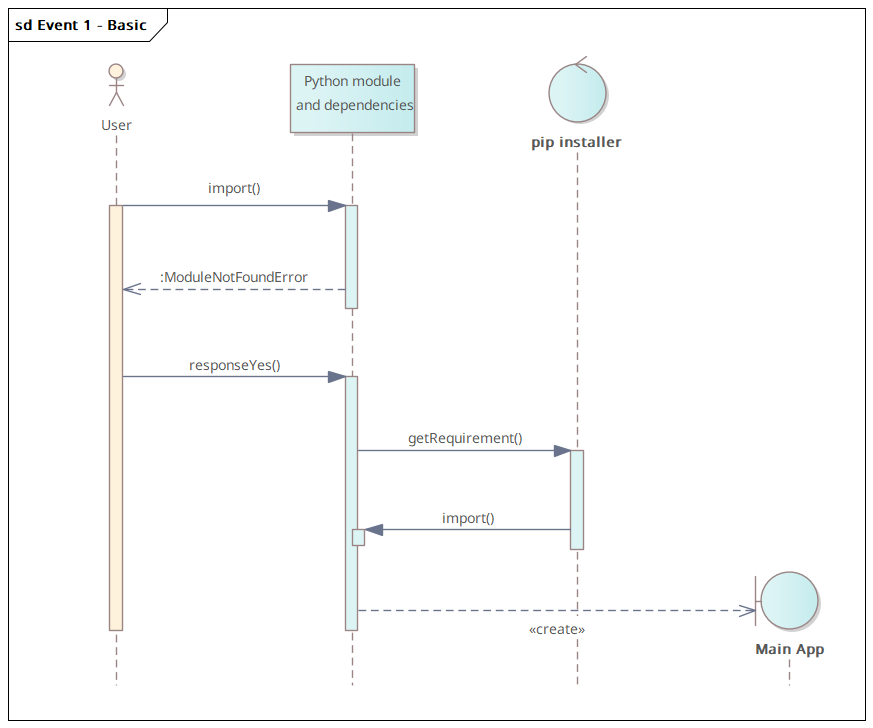 sd Event 1 - Basic
User
Python module
and dependencies
pip installer
import()
:ModuleNotFoundError
responseYes()
getRequirement()
import()
«create»
Main App